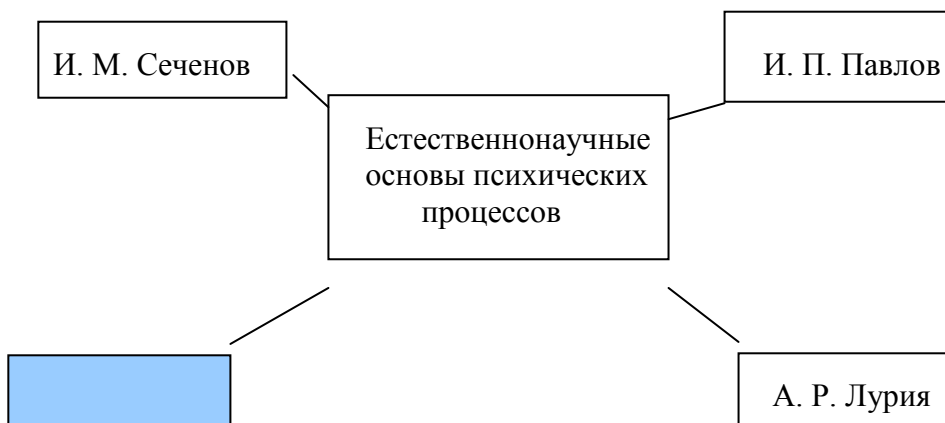 И. М. Сеченов
И. П. Павлов
Естественнонаучные
основы психических
процессов
А. Р. Лурия